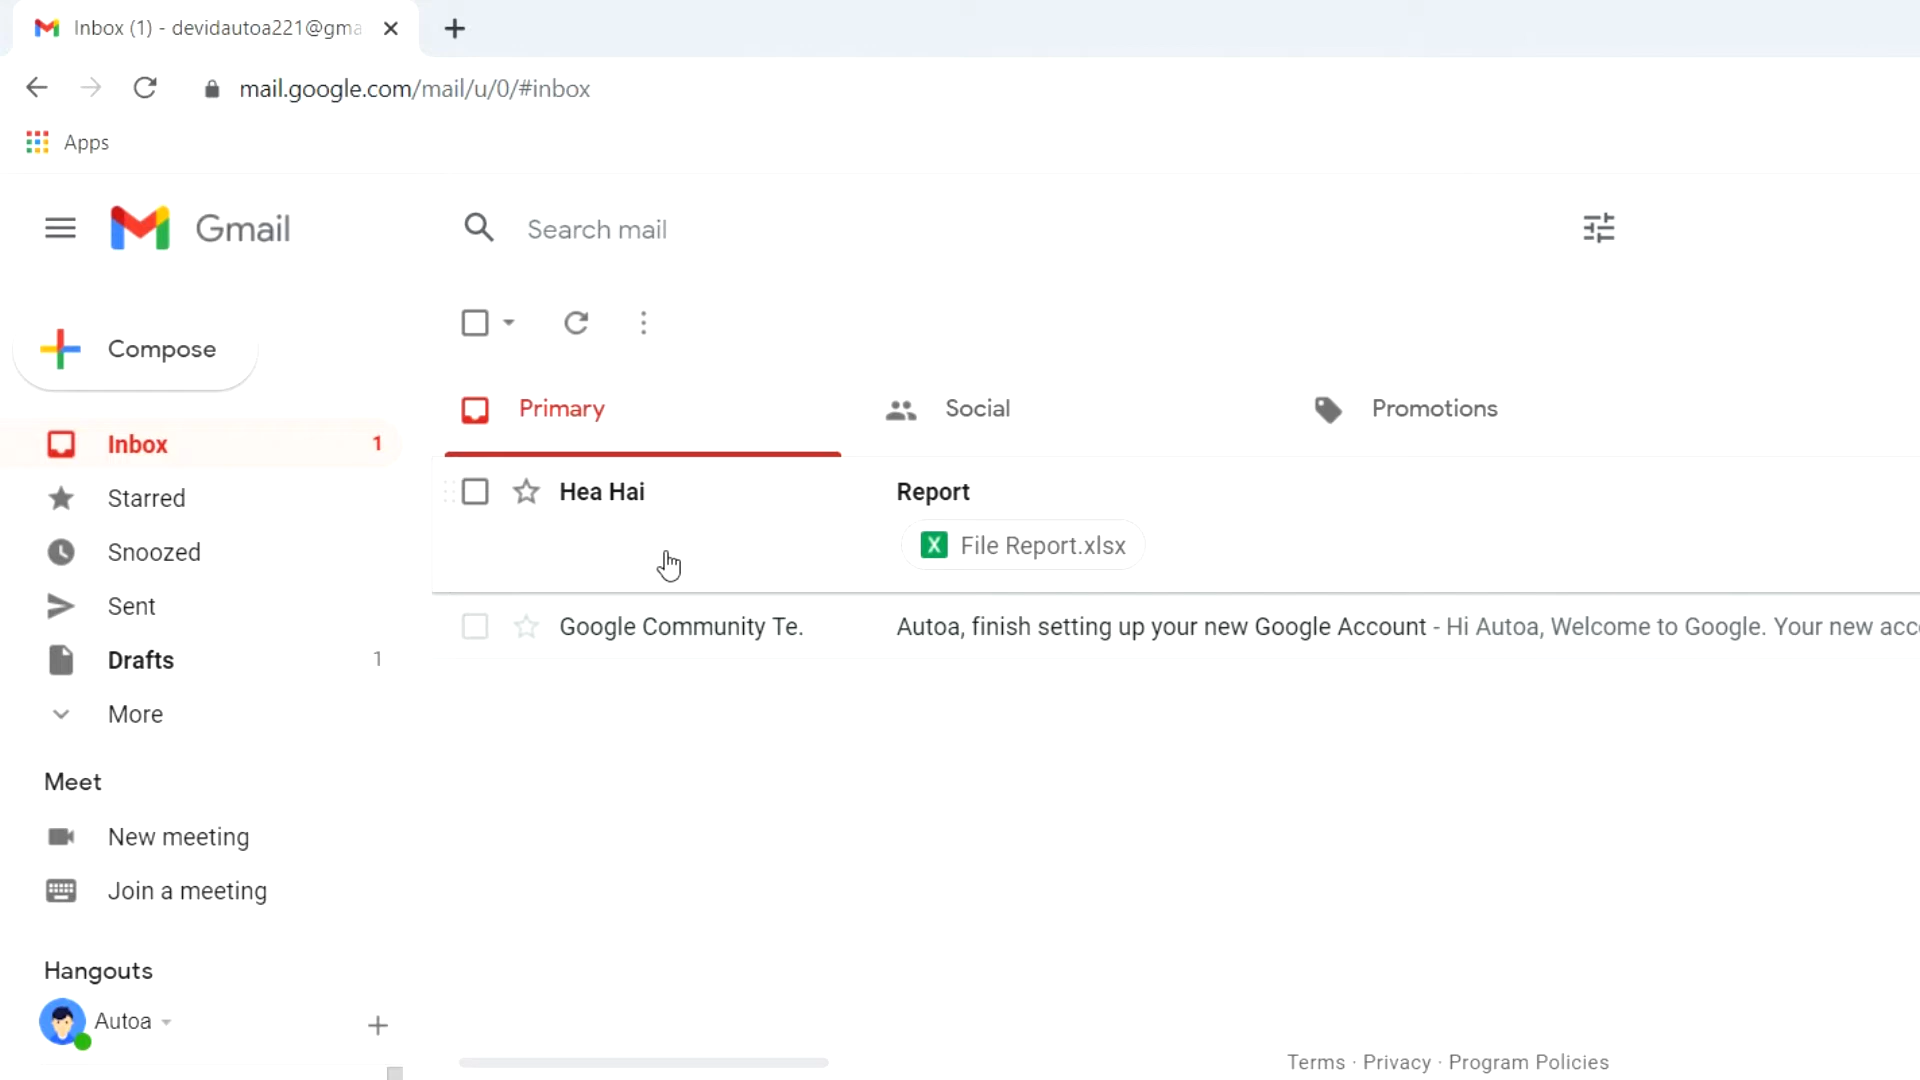 Inbox (1) - devidautoa221@gma
mail.google.com/mail/u/0/#inbox
Apps
Gmail
Search mail
Compose
Primary
Social
Promotions
Inbox 1
Starred
Snoozed
Sent
Drafts 1
More
Hea Hai Report
File Report.xlsx
Google Community Te. Autoa, finish setting up your new Google Account - Hi Autoa, Welcome to Google. Your new acc
Meet
New meeting
Join a meeting
Hangouts
Autoa
Terms · Privacy · Program Policies